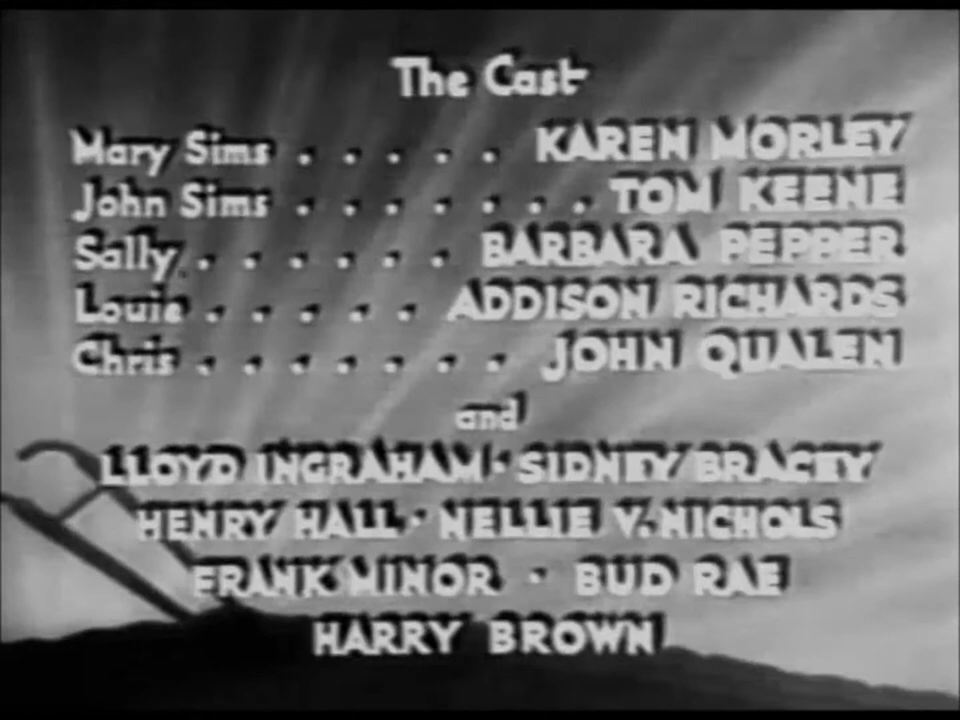 The Cast
Mary Sims . . . . . KAREN MORLEY
John Sims . . . . . . . TOM KEENE
Sally . . . . . . BARBARA PEPPER
Louie . . . . . ADDISON RICHARDS
Chris . . . . . . . JOHN QUALEN
and
LLOYD INGRAHAM · SIDNEY BRACEY
HENRY HALL · NELLIE V. NICHOLS
FRANK MINOR · BUD RAE
HARRY BROWN